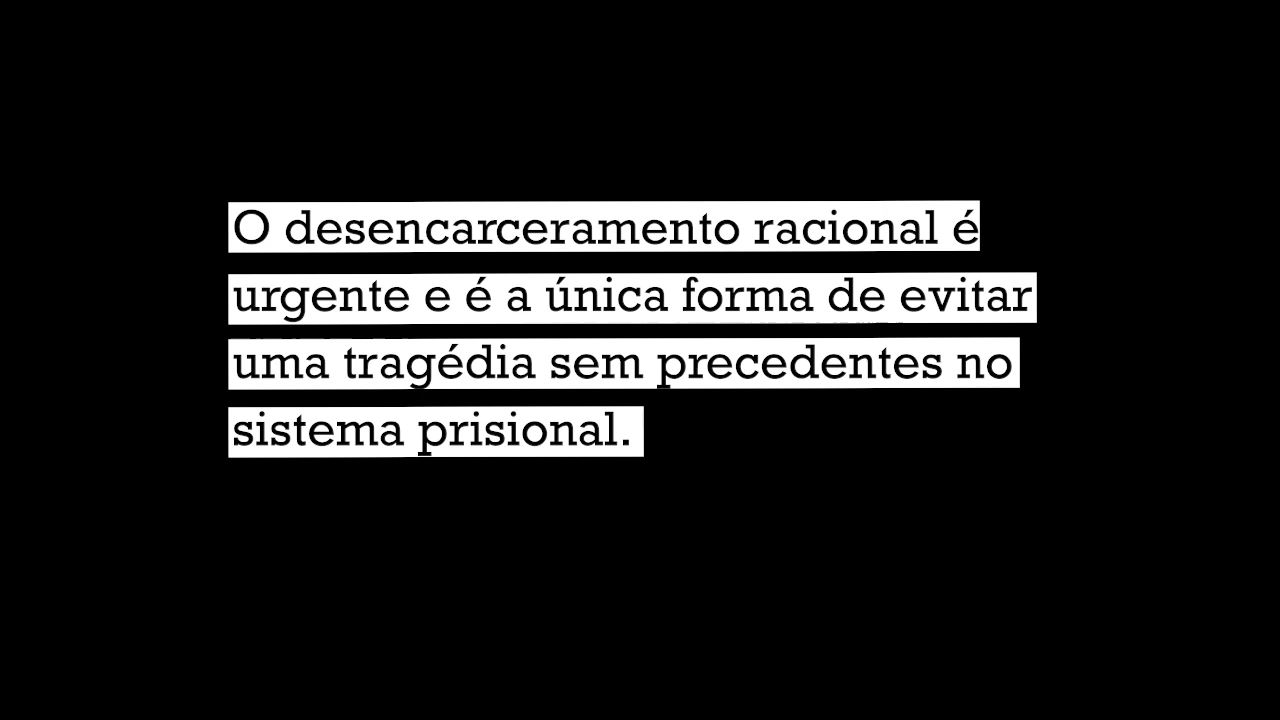 O desencarceramento racional é
urgente e é a única forma de evitar
uma tragédia sem precedentes no
sistema prisional.